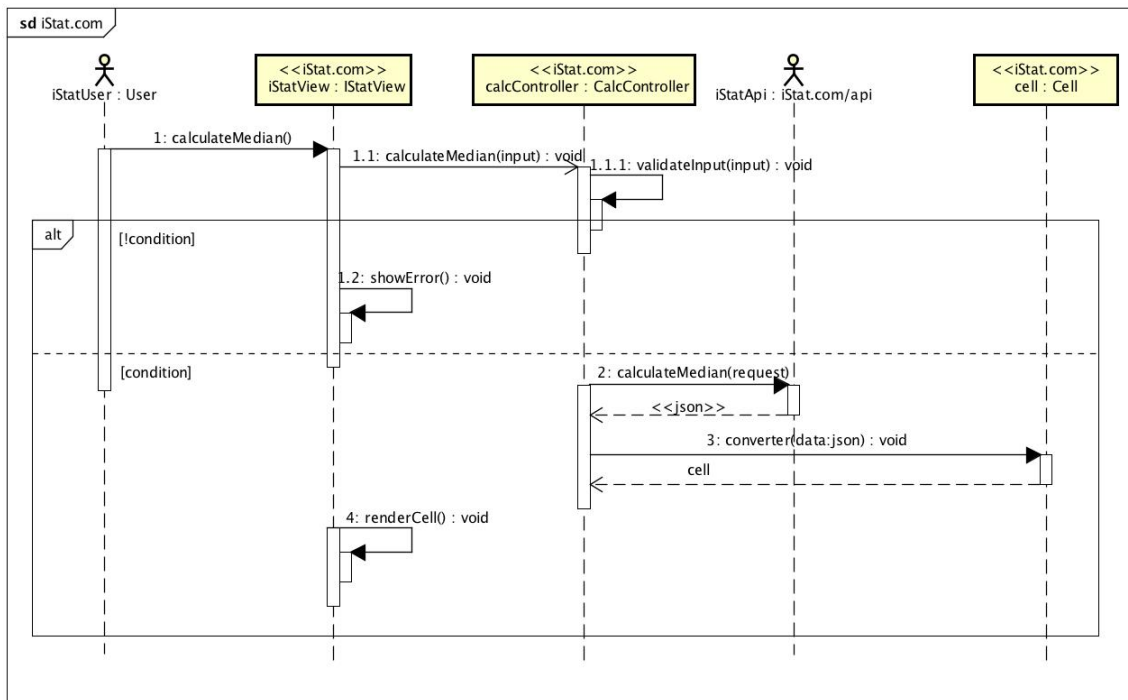 sd iStat.com
<<iStat.com>>
iStatView : IStatView
<<iStat.com>>
calcController : CalcController
<<iStat.com>>
cell : Cell
iStatUser : User
iStatApi : iStat.com/api
1: calculateMedian()
1.1: calculateMedian(input) : void
1.1.1: validateInput(input) : void
alt
[!condition]
1.2: showError() : void
[condition]
2: calculateMedian(request)
<<json>>
3: converter(data:json) : void
cell
4: renderCell() : void